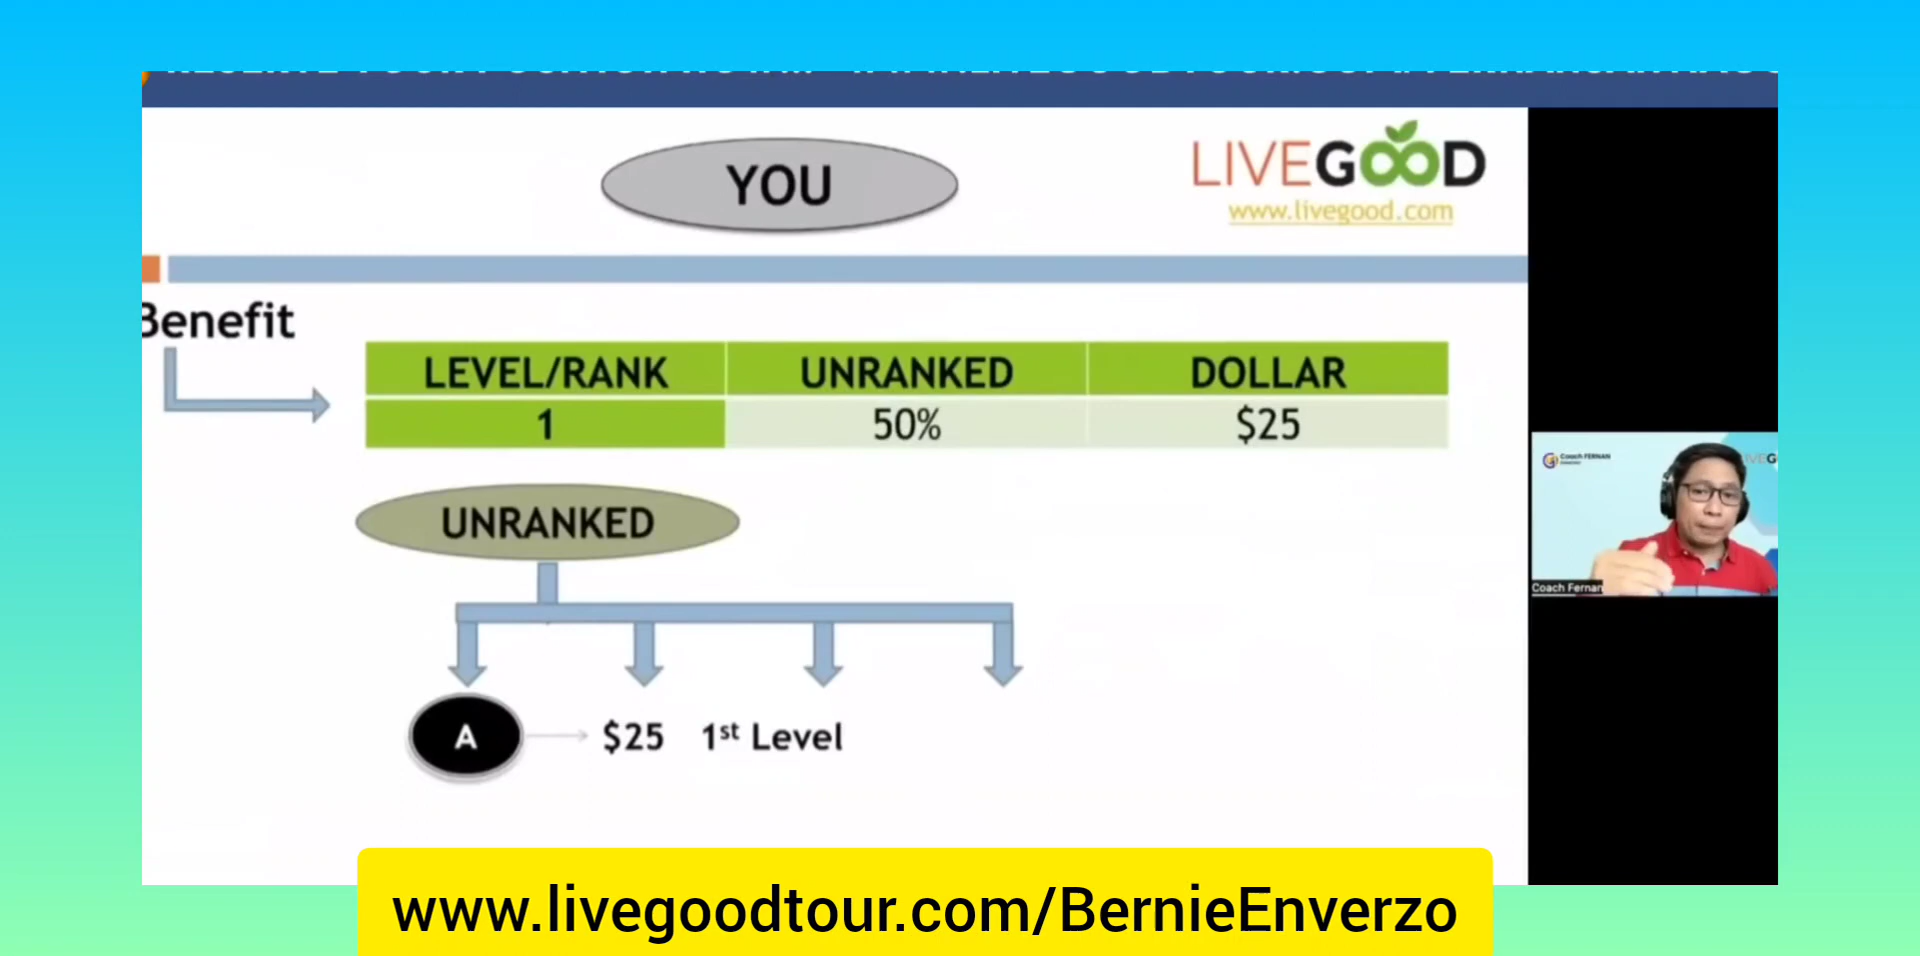 YOU
LIVEGOOD
www.livegood.com
Benefit
LEVEL/RANK UNRANKED DOLLAR
1 50% $25
UNRANKED
A $25 1st Level
Coach FERNAN
Coach Fernan
www.livegoodtour.com/BernieEnverzo